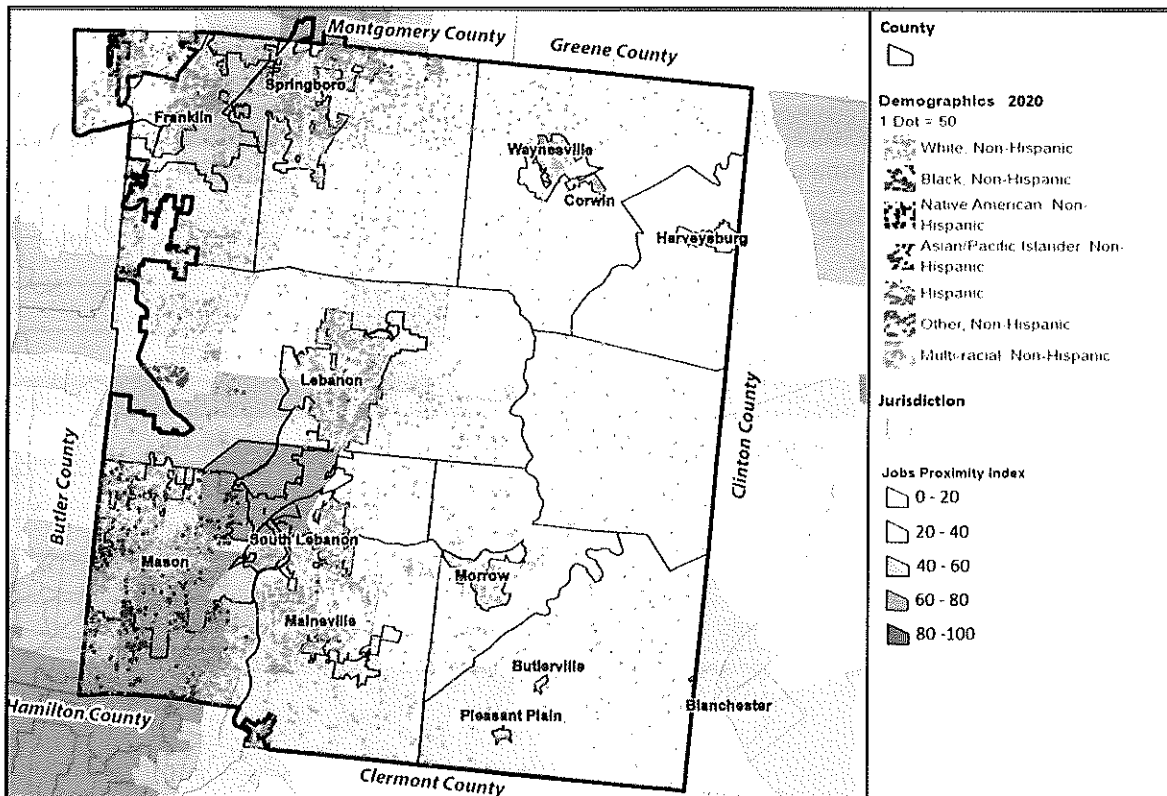 Montgomery County
Greene County
Springboro
Franklin
Waynesville
Corwin
Harveysburg
Lebanon
Butler County
Clinton County
South Lebanon
Mason
Morrow
Maineville
Butlerville
Blanchester
Pleasant Plain
Hamilton County
Clermont County
County
Demographics 2020
1 Dot = 50
White, Non-Hispanic
Black, Non-Hispanic
Native American Non-
Hispanic
Asian/Pacific Islander Non-
Hispanic
Hispanic
Other, Non-Hispanic
Multi-racial Non-Hispanic
Jurisdiction
Jobs Proximity Index
0 - 20
20 - 40
40 - 60
60 - 80
80 -100